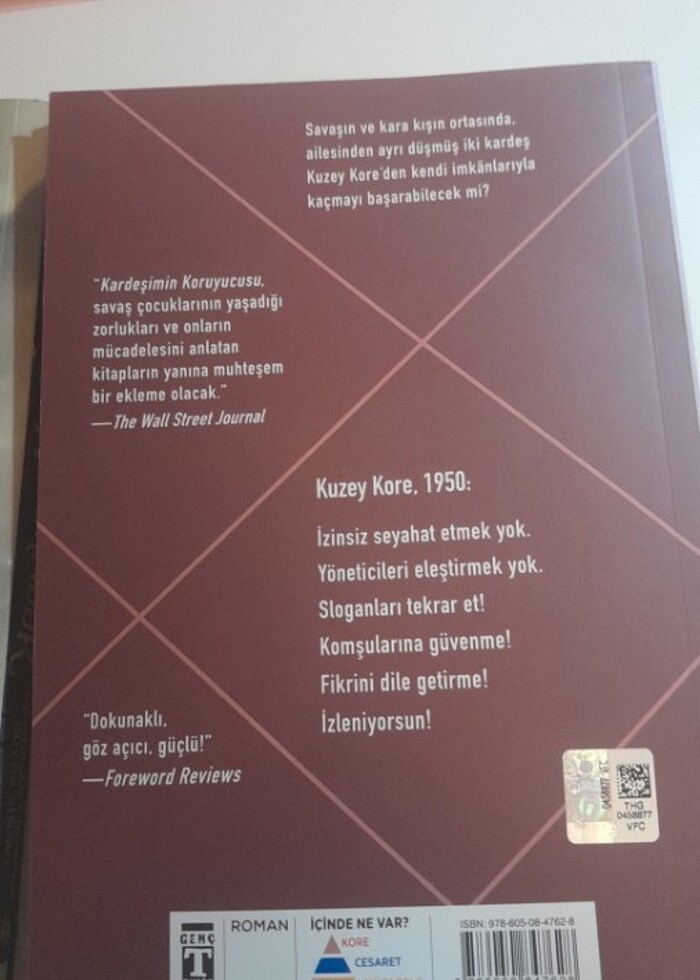 Savaşın ve kara kışın ortasında,
ailesinden ayrı düşmüş iki kardeş
Kuzey Kore'den kendi imkânlarıyla
kaçmayı başarabilecek mi?
"Kardeşimin Koruyucusu,
savaş çocuklarının yaşadığı
zorlukları ve onların
mücadelesini anlatan
kitapların yanına muhteşem
bir ekleme olacak."
—The Wall Street Journal
Kuzey Kore, 1950:
İzinsiz seyahat etmek yok.
Yöneticileri eleştirmek yok.
Sloganları tekrar et!
Komşularına güvenme!
Fikrini dile getirme!
İzleniyorsun!
"Dokunaklı,
göz açıcı, güçlü!"
—Foreword Reviews
THG
0458877
VFC
0458877 VFC
GENÇ
T
ROMAN
İÇİNDE NE VAR?
KORE
CESARET
ISBN: 978-605-08-4762-8